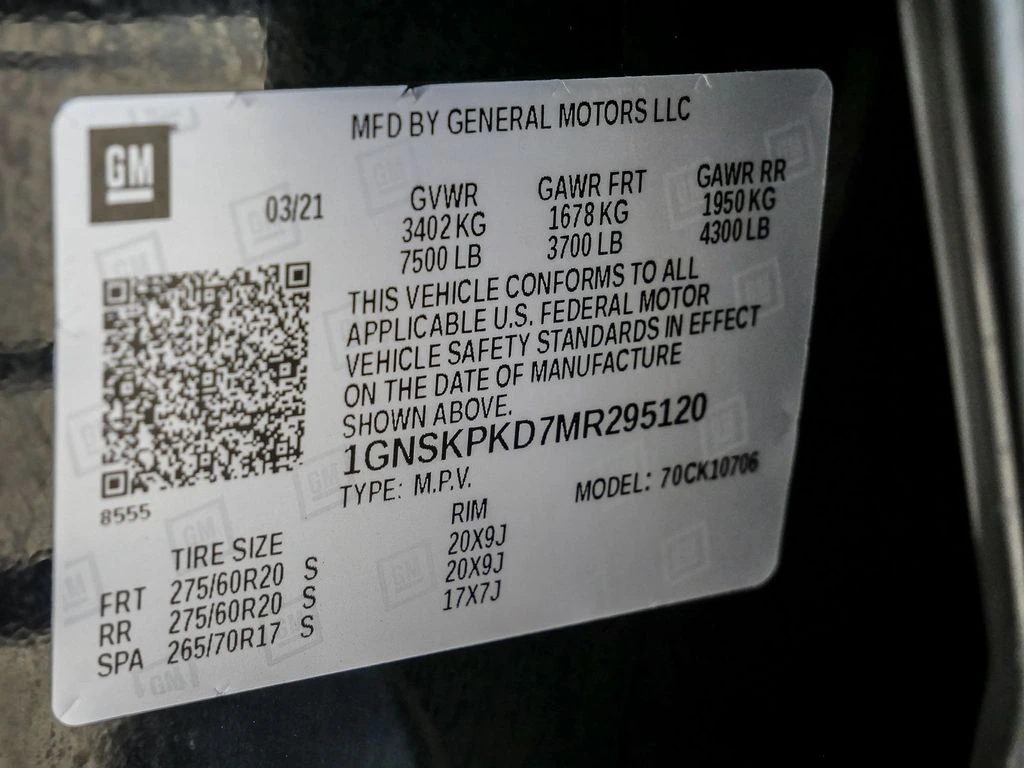 MFD BY GENERAL MOTORS LLC
GM
03/21
GVWR GAWR FRT GAWR RR
3402 KG 1678 KG 1950 KG
7500 LB 3700 LB 4300 LB
THIS VEHICLE CONFORMS TO ALL
APPLICABLE U.S. FEDERAL MOTOR
VEHICLE SAFETY STANDARDS IN EFFECT
ON THE DATE OF MANUFACTURE
SHOWN ABOVE.
1GNSKPKD7MR295120
TYPE: M.P.V. MODEL: 70CK10706
8555
TIRE SIZE RIM
FRT 275/60R20 S 20X9J
RR 275/60R20 S 20X9J
SPA 265/70R17 S 17X7J